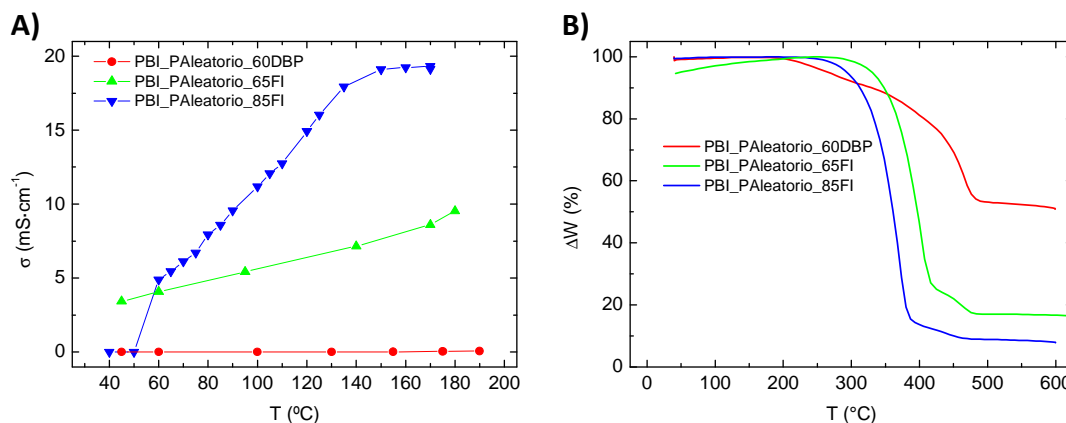 A)
B)
20
15
10
5
0
σ (mS·cm⁻¹)
PBI_PAleatorio_60DBP
PBI_PAleatorio_65FI
PBI_PAleatorio_85FI
40 60 80 100 120 140 160 180 200
T (ºC)
100
80
60
40
20
0
ΔW (%)
PBI_PAleatorio_60DBP
PBI_PAleatorio_65FI
PBI_PAleatorio_85FI
0 100 200 300 400 500 600
T (°C)